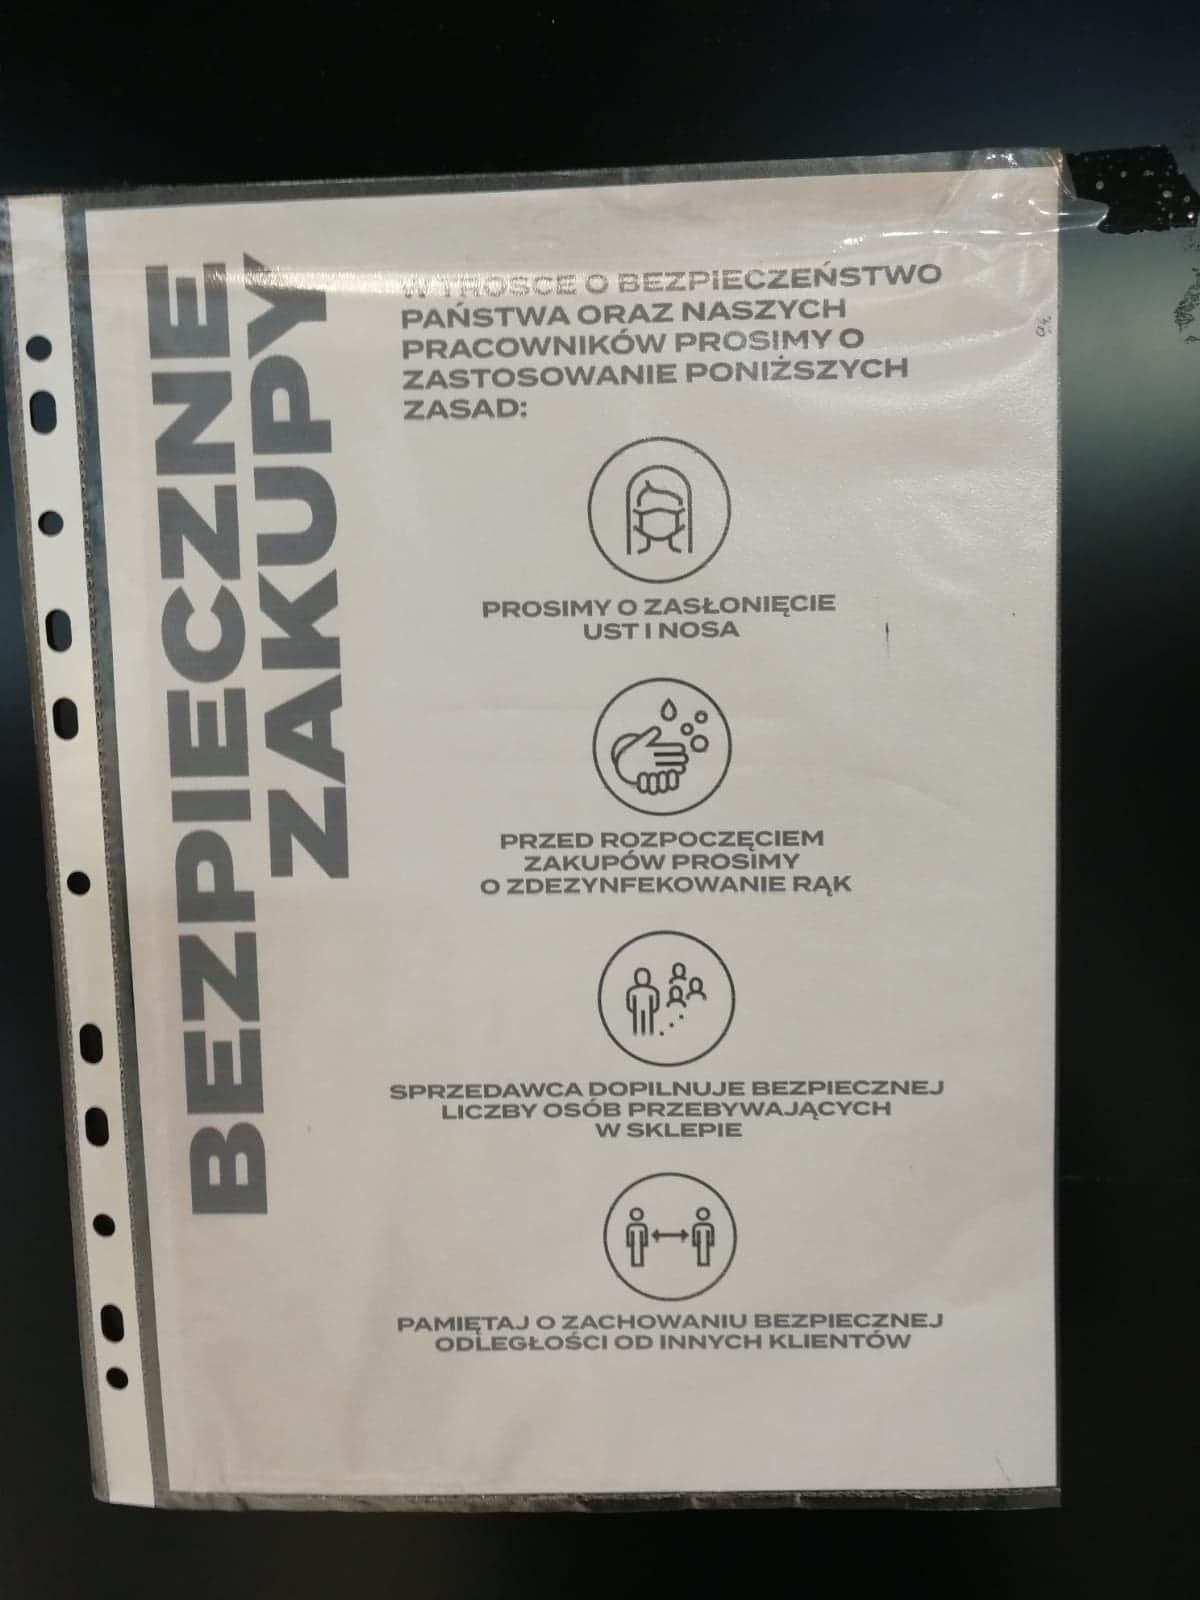 BEZPIECZNE
ZAKUPY
W TROSCE O BEZPIECZEŃSTWO
PAŃSTWA ORAZ NASZYCH
PRACOWNIKÓW PROSIMY O
ZASTOSOWANIE PONIŻSZYCH
ZASAD:
PROSIMY O ZASŁONIĘCIE
UST I NOSA
PRZED ROZPOCZĘCIEM
ZAKUPÓW PROSIMY
O ZDEZYNFEKOWANIE RĄK
SPRZEDAWCA DOPILNUJE BEZPIECZNEJ
LICZBY OSÓB PRZEBYWAJĄCYCH
W SKLEPIE
PAMIĘTAJ O ZACHOWANIU BEZPIECZNEJ
ODLEGŁOŚCI OD INNYCH KLIENTÓW